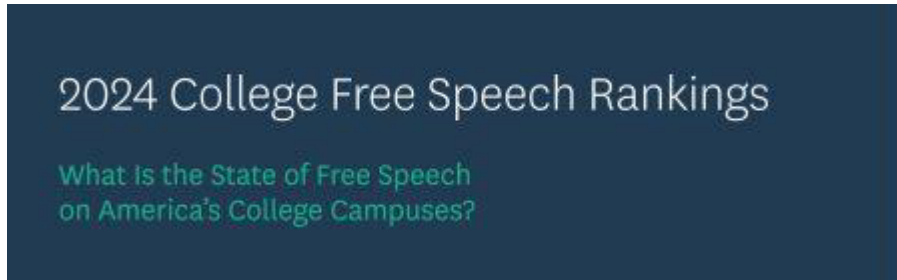 2024 College Free Speech Rankings
What Is the State of Free Speech
on America's College Campuses?